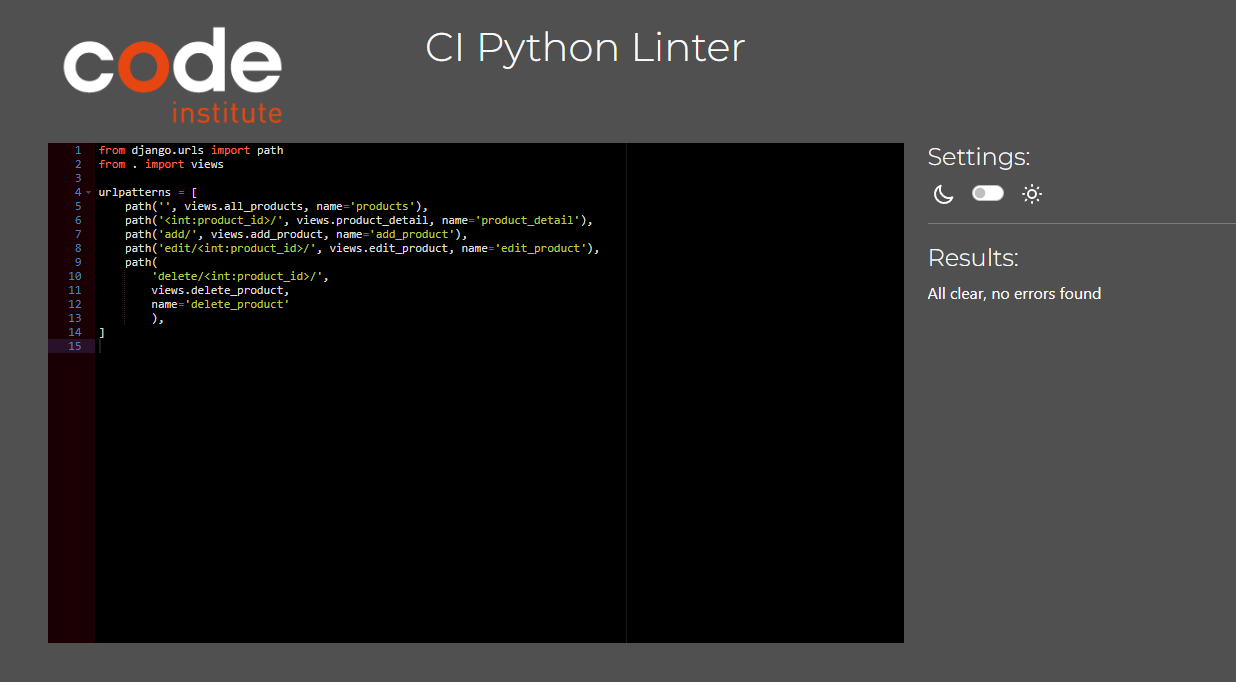 code
institute
CI Python Linter
1 from django.urls import path
2 from . import views
3
4 urlpatterns = [
5     path('', views.all_products, name='products'),
6     path('<int:product_id>/', views.product_detail, name='product_detail'),
7     path('add/', views.add_product, name='add_product'),
8     path('edit/<int:product_id>/', views.edit_product, name='edit_product'),
9     path(
10         'delete/<int:product_id>/',
11         views.delete_product,
12         name='delete_product'
13         ),
14 ]
15
Settings:
Results:
All clear, no errors found